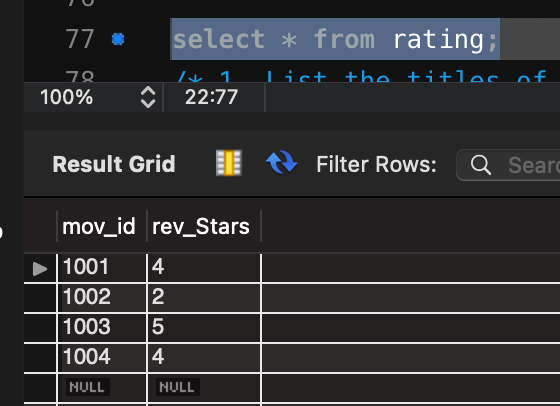 77 select * from rating;
78 /* 1. List the titles of
100% 22:77
Result Grid Filter Rows: Searc
mov_id rev_Stars
1001 4
1002 2
1003 5
1004 4
NULL NULL